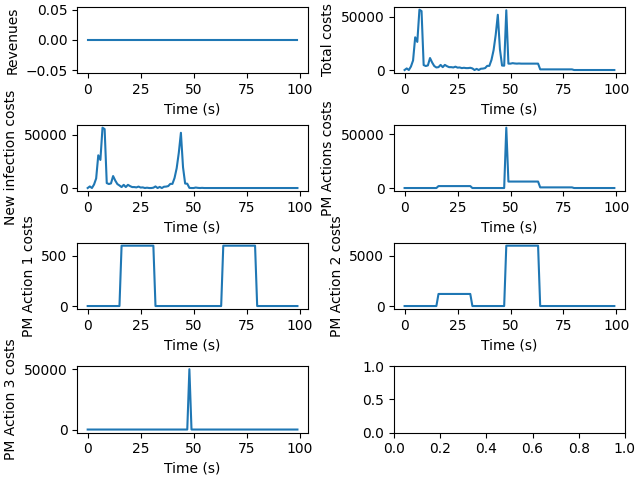 Revenues
0.05
0.00
−0.05
0 25 50 75 100
Time (s)
Total costs
50000
0
0 25 50 75 100
Time (s)
New infection costs
50000
0
0 25 50 75 100
Time (s)
PM Actions costs
50000
0
0 25 50 75 100
Time (s)
PM Action 1 costs
500
0
0 25 50 75 100
Time (s)
PM Action 2 costs
5000
0
0 25 50 75 100
Time (s)
PM Action 3 costs
50000
0
0 25 50 75 100
Time (s)
1.0
0.5
0.0
0.0 0.2 0.4 0.6 0.8 1.0